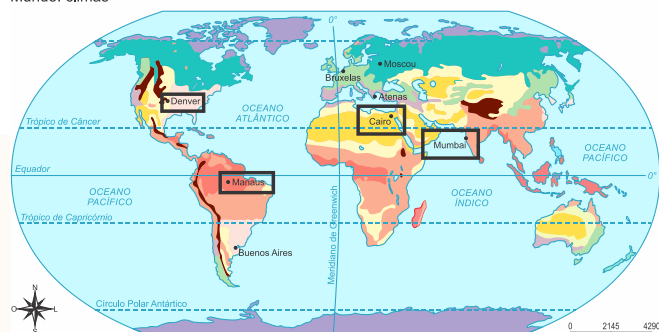 Mundo: climas
0°
Moscou
Bruxelas
Denver
Atenas
OCEANO
ATLÂNTICO
Cairo
Trópico de Câncer
Mumbai
OCEANO
PACÍFICO
Equador
Manaus
0°
OCEANO
PACÍFICO
OCEANO
ÍNDICO
Meridiano de Greenwich
Trópico de Capricórnio
Buenos Aires
N
O
L
S
Círculo Polar Antártico
0
2145
4290